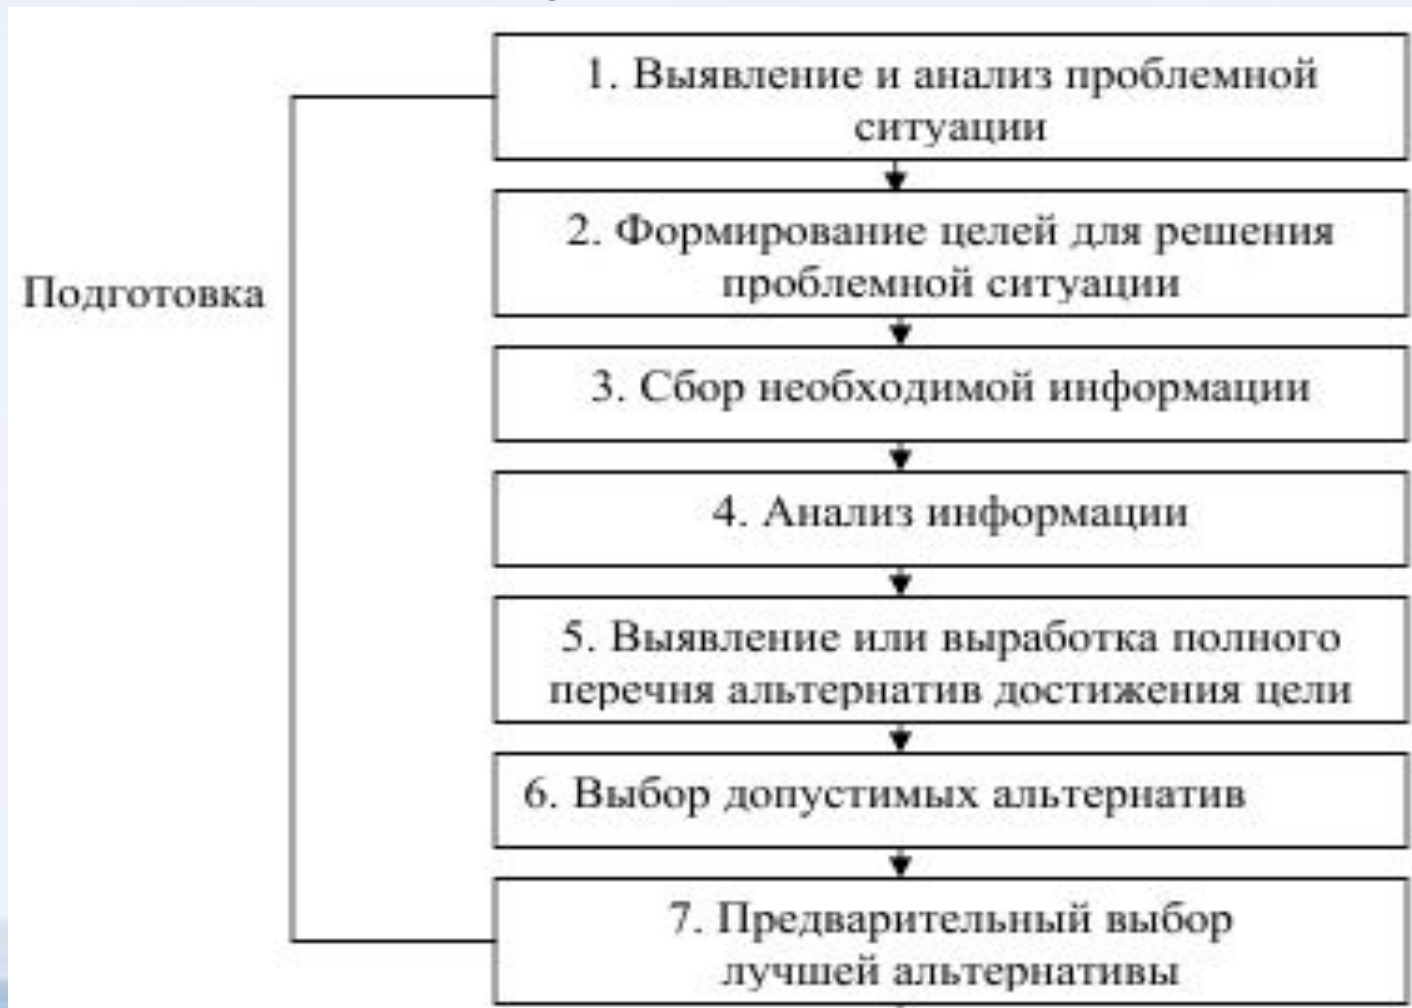 1. Выявление и анализ проблемной
ситуации
2. Формирование целей для решения
проблемной ситуации
Подготовка
3. Сбор необходимой информации
4. Анализ информации
5. Выявление или выработка полного
перечня альтернатив достижения цели
6. Выбор допустимых альтернатив
7. Предварительный выбор
лучшей альтернативы